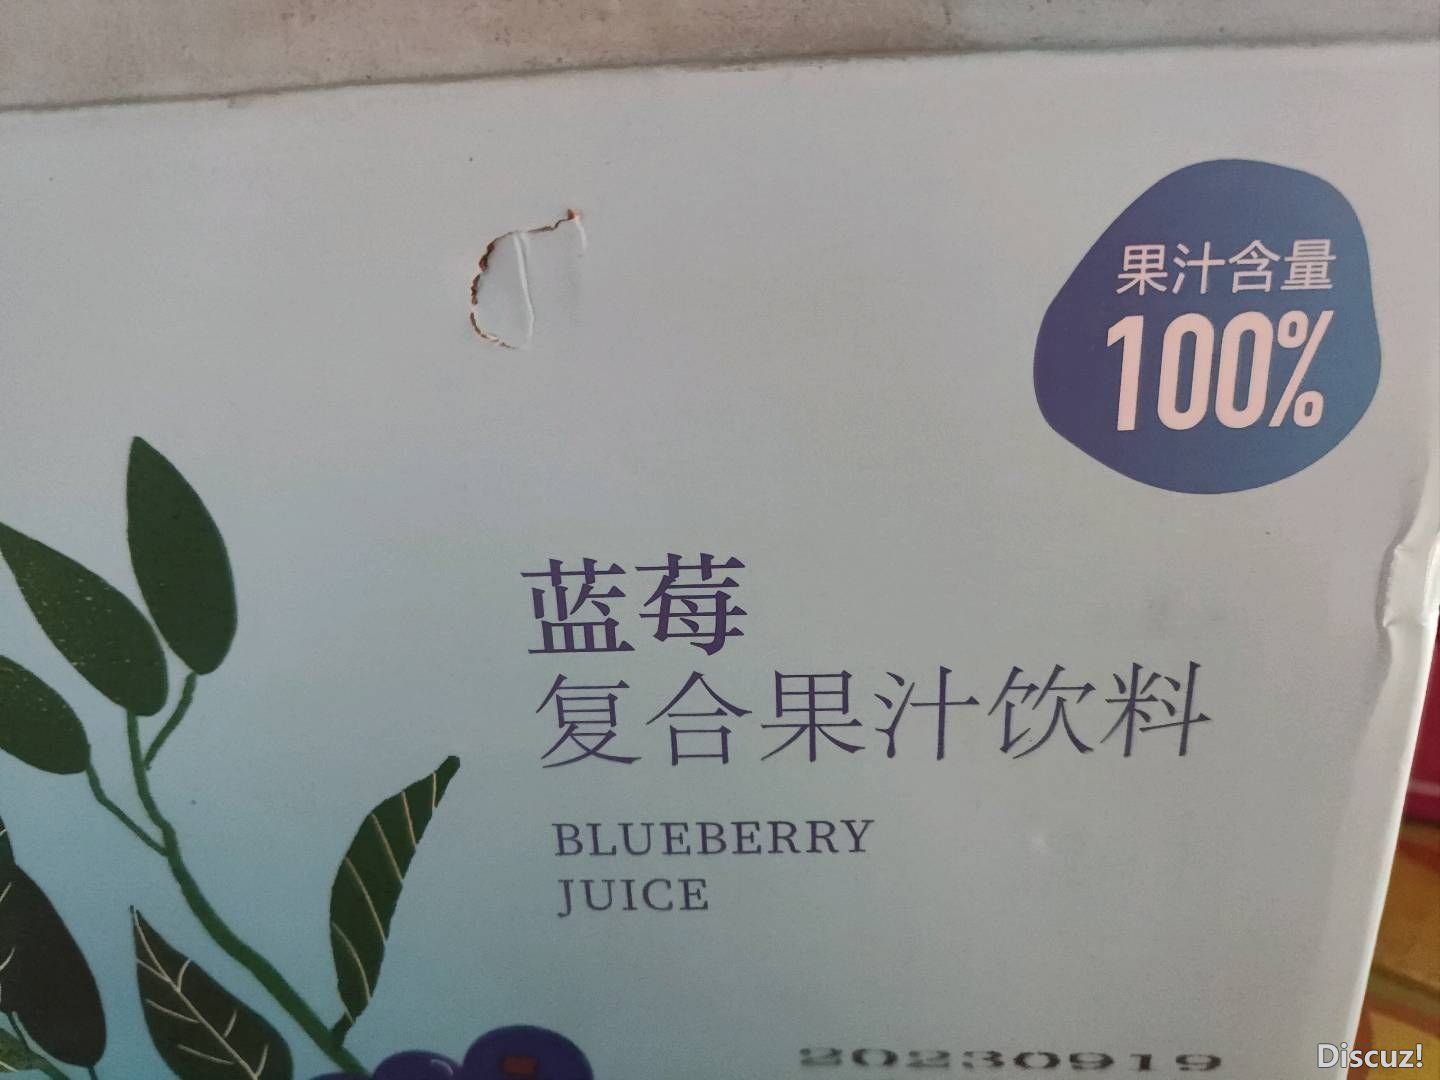 果汁含量
100%
蓝莓
复合果汁饮料
BLUEBERRY
JUICE
20230919
Discuz!